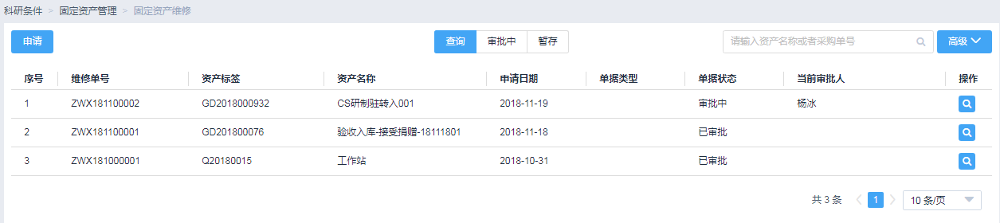 科研条件 > 固定资产管理 > 固定资产维修
申请 查询 审批中 暂存 请输入资产名称或者采购单号 高级
序号 维修单号 资产标签 资产名称 申请日期 单据类型 单据状态 当前审批人 操作
1 ZWX181100002 GD2018000932 CS研制驻转入001 2018-11-19 审批中 杨冰
2 ZWX181100001 GD201800076 验收入库-接受捐赠-18111801 2018-11-18 已审批
3 ZWX181000001 Q20180015 工作站 2018-10-31 已审批
共 3 条 < 1 > 10 条/页